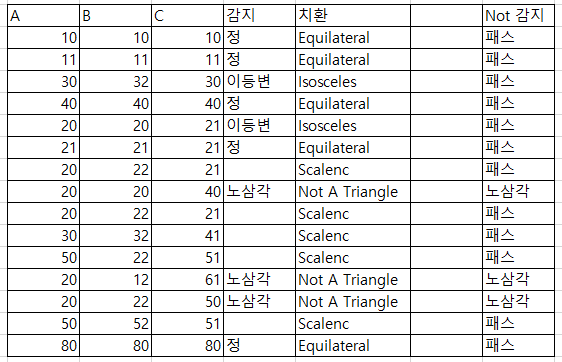 A B C 감지 치환 Not 감지
10 10 10 정 Equilateral 패스
11 11 11 정 Equilateral 패스
30 32 30 이등변 Isosceles 패스
40 40 40 정 Equilateral 패스
20 20 21 이등변 Isosceles 패스
21 21 21 정 Equilateral 패스
20 22 21 Scalenc 패스
20 20 40 노삼각 Not A Triangle 노삼각
20 22 21 Scalenc 패스
30 32 41 Scalenc 패스
50 22 51 Scalenc 패스
20 12 61 노삼각 Not A Triangle 노삼각
20 22 50 노삼각 Not A Triangle 노삼각
50 52 51 Scalenc 패스
80 80 80 정 Equilateral 패스